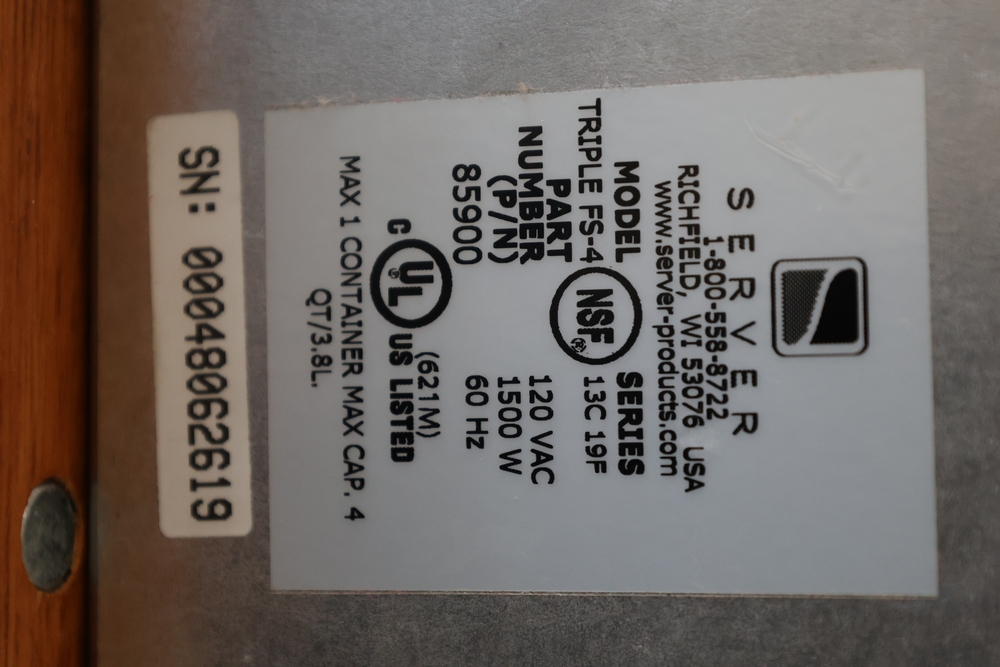 SERVER
1-800-558-8722
RICHFIELD, WI 53076 USA
www.server-products.com
MODEL
TRIPLE FS-4
NSF®
SERIES
13C 19F
PART
NUMBER
(P/N)
85900
120 VAC
1500 W
60 Hz
C UL® US LISTED
(621M)
MAX 1 CONTAINER MAX CAP. 4
QT/3.8L.
SN: 00048062619